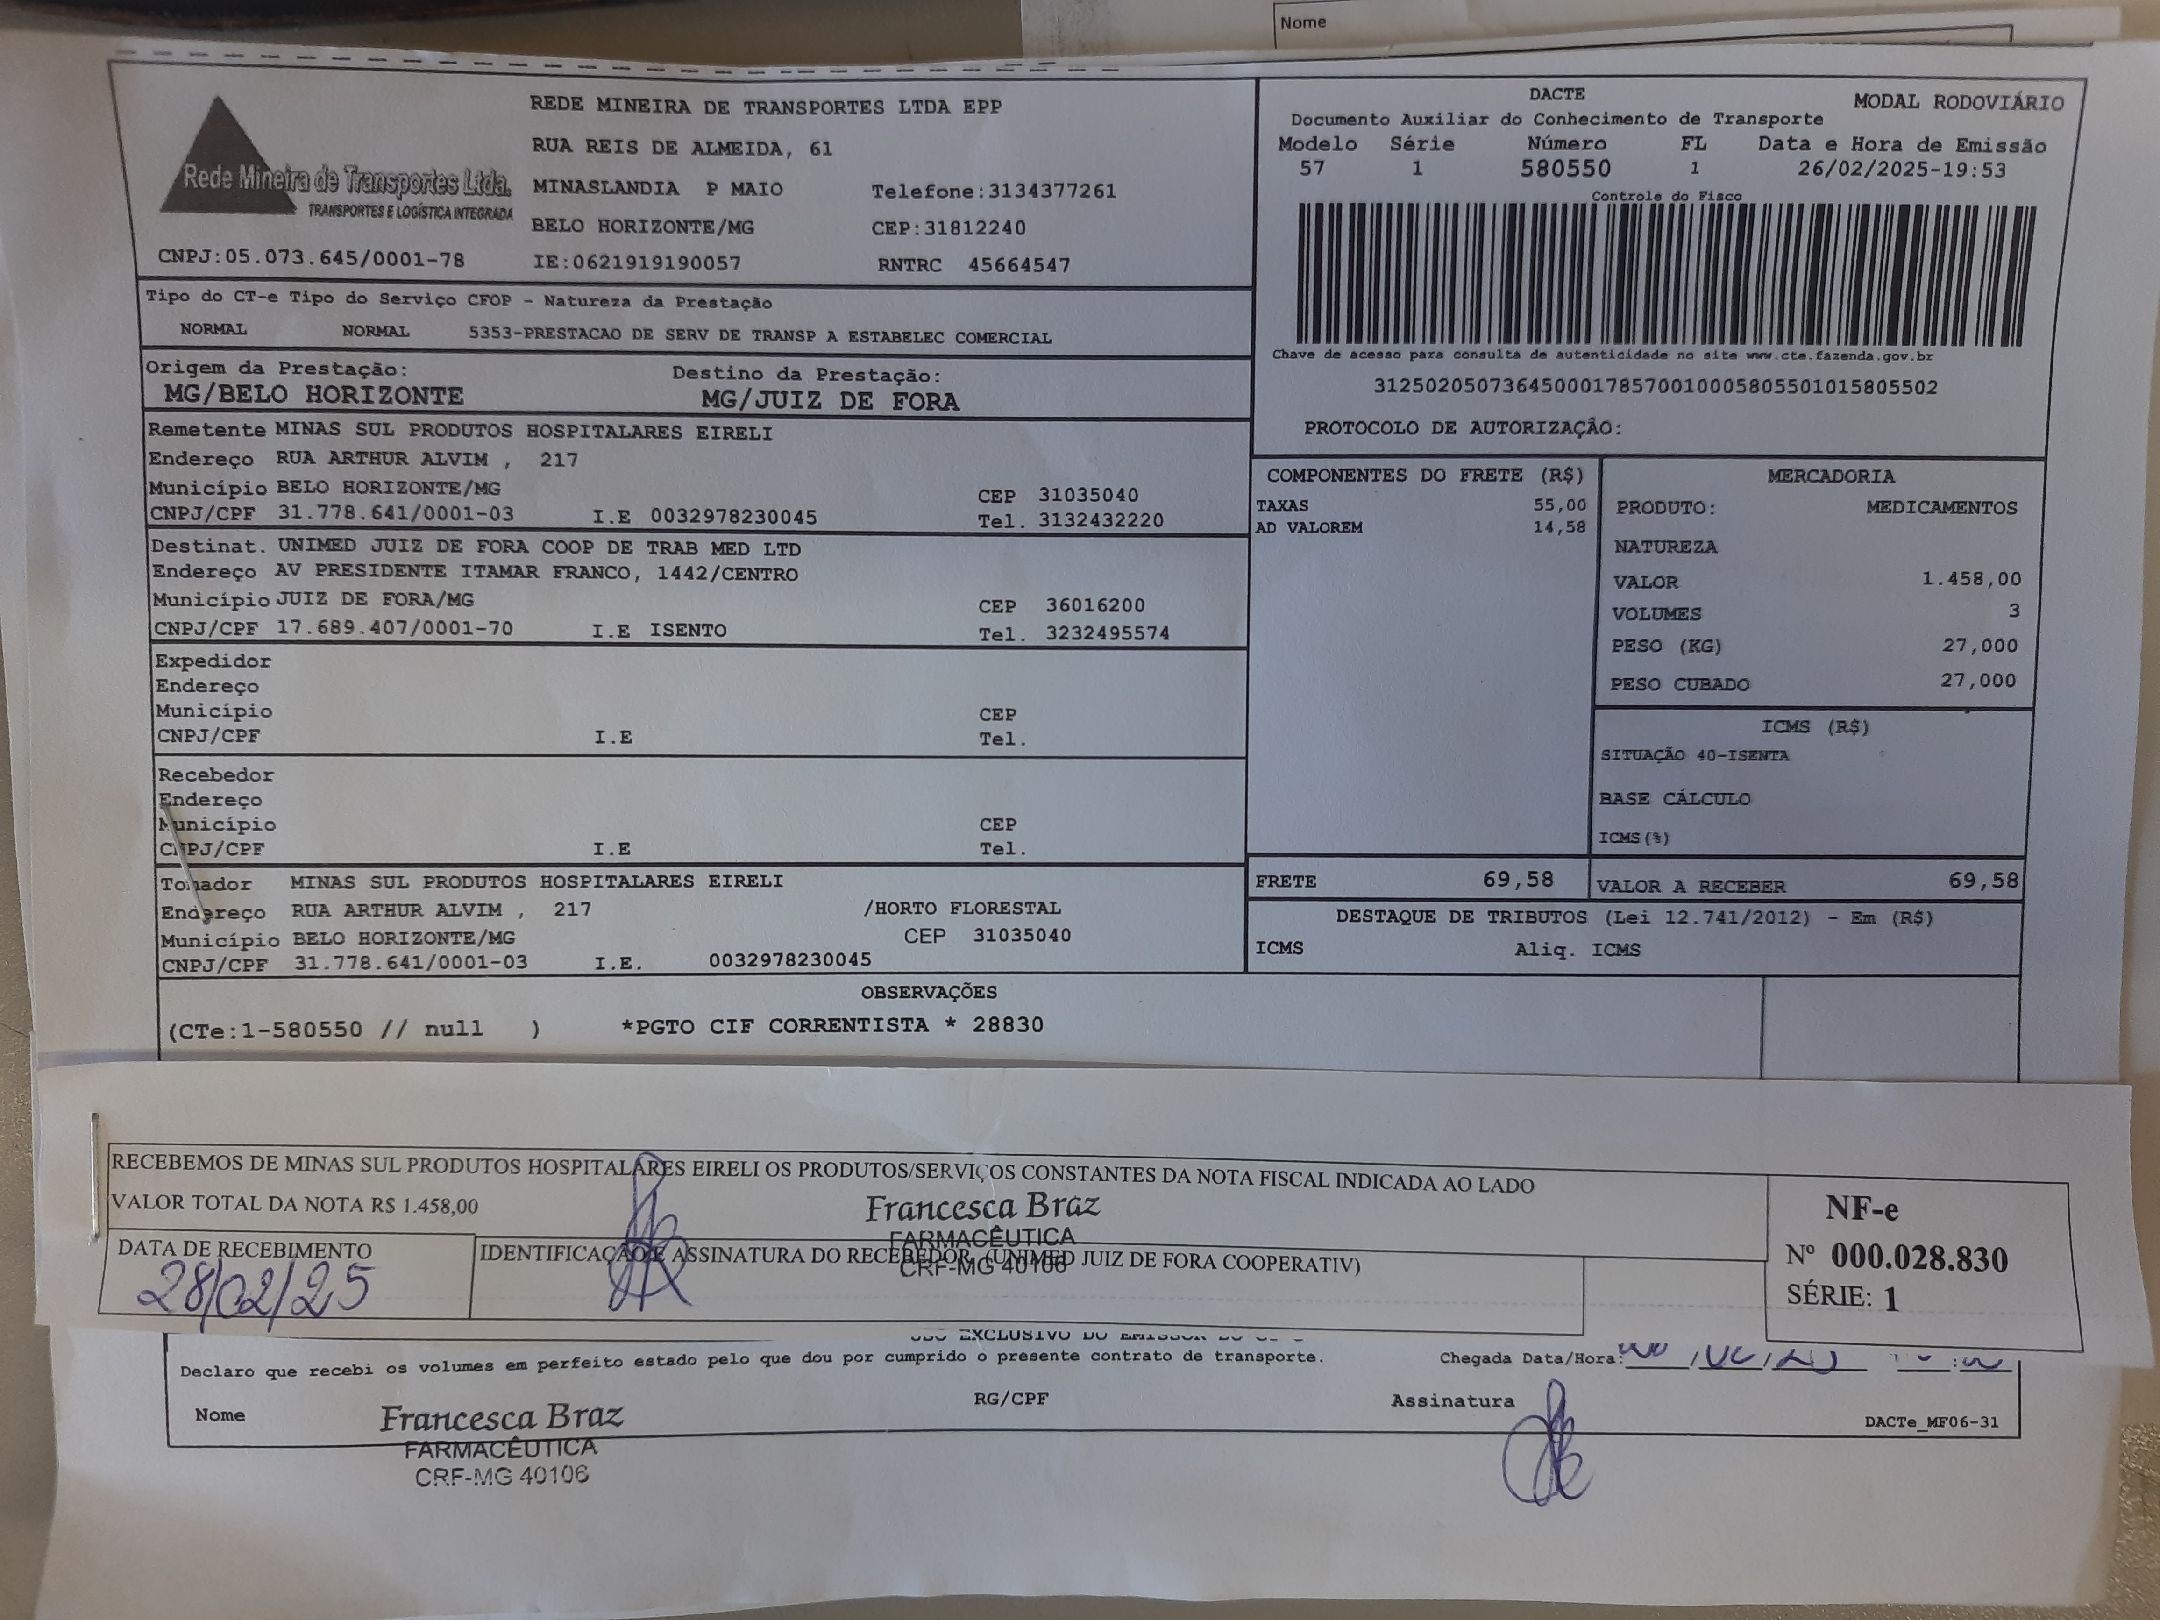 Nome
REDE MINEIRA DE TRANSPORTES LTDA EPP
RUA REIS DE ALMEIDA, 61
Rede Mineira de Transportes Ltda.
TRANSPORTES E LOGÍSTICA INTEGRADA
MINASLANDIA P MAIO Telefone:3134377261
BELO HORIZONTE/MG CEP:31812240
CNPJ:05.073.645/0001-78 IE:0621919190057 RNTRC 45664547
DACTE MODAL RODOVIÁRIO
Documento Auxiliar do Conhecimento de Transporte
Modelo Série Número FL Data e Hora de Emissão
57 1 580550 1 26/02/2025-19:53
Controle do Fisco
Chave de acesso para consulta de autenticidade no site www.cte.fazenda.gov.br
31250205073645000178570010005805501015805502
PROTOCOLO DE AUTORIZAÇÃO:
Tipo do CT-e Tipo do Serviço CFOP - Natureza da Prestação
NORMAL NORMAL 5353-PRESTACAO DE SERV DE TRANSP A ESTABELEC COMERCIAL
Origem da Prestação: Destino da Prestação:
MG/BELO HORIZONTE MG/JUIZ DE FORA
Remetente MINAS SUL PRODUTOS HOSPITALARES EIRELI
Endereço RUA ARTHUR ALVIM , 217
Município BELO HORIZONTE/MG CEP 31035040
CNPJ/CPF 31.778.641/0001-03 I.E 0032978230045 Tel. 3132432220
Destinat. UNIMED JUIZ DE FORA COOP DE TRAB MED LTD
Endereço AV PRESIDENTE ITAMAR FRANCO, 1442/CENTRO
Município JUIZ DE FORA/MG CEP 36016200
CNPJ/CPF 17.689.407/0001-70 I.E ISENTO Tel. 3232495574
Expedidor
Endereço
Município CEP
CNPJ/CPF I.E Tel.
Recebedor
Endereço
Município CEP
CNPJ/CPF I.E Tel.
Tomador MINAS SUL PRODUTOS HOSPITALARES EIRELI
Endereço RUA ARTHUR ALVIM , 217 /HORTO FLORESTAL
Município BELO HORIZONTE/MG CEP 31035040
CNPJ/CPF 31.778.641/0001-03 I.E. 0032978230045
COMPONENTES DO FRETE (R$)
TAXAS 55,00
AD VALOREM 14,58
MERCADORIA
PRODUTO: MEDICAMENTOS
NATUREZA
VALOR 1.458,00
VOLUMES 3
PESO (KG) 27,000
PESO CUBADO 27,000
ICMS (R$)
SITUAÇÃO 40-ISENTA
BASE CÁLCULO
ICMS(%)
FRETE 69,58 VALOR A RECEBER 69,58
DESTAQUE DE TRIBUTOS (Lei 12.741/2012) - Em (R$)
ICMS Aliq. ICMS
OBSERVAÇÕES
(CTe:1-580550 // null ) *PGTO CIF CORRENTISTA * 28830
RECEBEMOS DE MINAS SUL PRODUTOS HOSPITALARES EIRELI OS PRODUTOS/SERVIÇOS CONSTANTES DA NOTA FISCAL INDICADA AO LADO
VALOR TOTAL DA NOTA R$ 1.458,00
Francesca Braz
FARMACÊUTICA
CRF-MG 40106
DATA DE RECEBIMENTO
28/02/25
IDENTIFICAÇÃO E ASSINATURA DO RECEBEDOR (UNIMED JUIZ DE FORA COOPERATIV)
NF-e
Nº 000.028.830
SÉRIE: 1
USO EXCLUSIVO DO EMISSOR DO
Declaro que recebi os volumes em perfeito estado pelo que dou por cumprido o presente contrato de transporte. Chegada Data/Hora:
Nome RG/CPF Assinatura
Francesca Braz
FARMACÊUTICA
CRF-MG 40106
DACTe_MF06-31